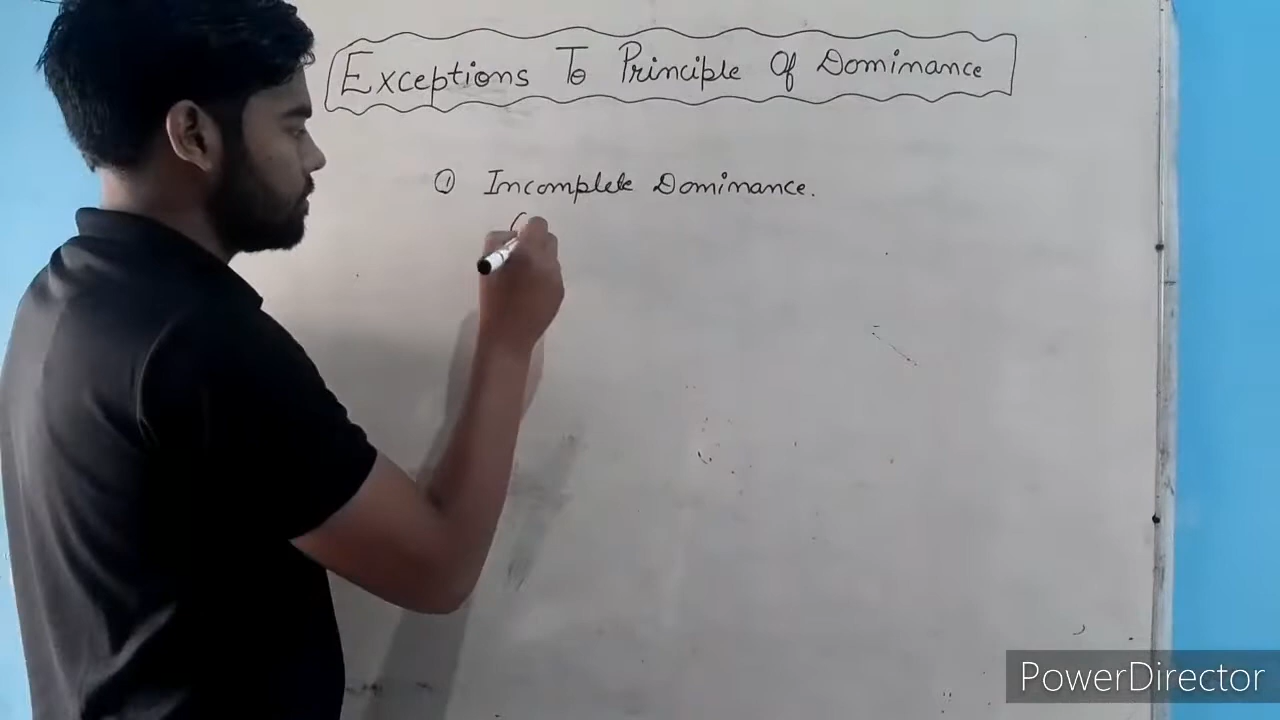 Exceptions To Principle Of Dominance
① Incomplete Dominance.
(
PowerDirector